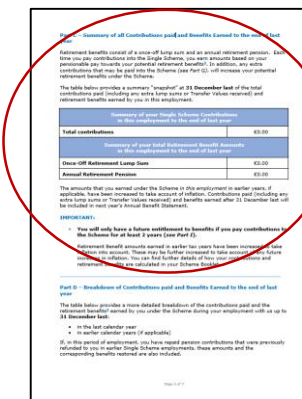 Part C – Summary of all Contributions paid and Benefits Earned to the end of last
year
Retirement benefits consist of a once-off lump sum and an annual retirement pension. Each
time you pay contributions into the Single Scheme, you earn amounts based on your
pensionable pay towards your potential retirement benefits². In addition, any extra
contributions that may be paid into the Scheme (see Part G), will increase your potential
retirement benefits under the Scheme.
The table below provides a summary "snapshot" at 31 December last of the total
contributions paid (including any extra lump sums or Transfer Values received) and
retirement benefits earned by you in this employment.
Summary of your Single Scheme Contributions
in this employment to the end of last year
Total contributions €0.00
Summary of your total Retirement Benefit Amounts
in this employment to the end of last year
Once-Off Retirement Lump Sum €0.00
Annual Retirement Pension €0.00
The amounts that you earned under the Scheme in this employment in earlier years, if
applicable, have been increased to take account of inflation. Contributions paid (including any
extra lump sums or Transfer Values received) and benefits earned after 31 December last will
be included in next year's Annual Benefit Statement.
IMPORTANT:
• You will only have a future entitlement to benefits if you pay contributions to
the Scheme for at least 2 years (see Part E).
Retirement Benefit amounts earned in earlier tax years have been increased to take
inflation into account. These may be further increased to take account of any future
increases in inflation. You can find further details of how your contributions and
retirement benefits are calculated in your Scheme Booklet.
Part D – Breakdown of Contributions paid and Benefits Earned to the end of last
year
The table below provides a more detailed breakdown of the contributions paid and the
retirement benefits² earned by you under the Scheme during your employment with us up to
31 December last:
• in the last calendar year
• in earlier calendar years (if applicable)
If, in this period of employment, you have repaid pension contributions that were previously
refunded to you in earlier Single Scheme employments, these amounts and the
corresponding benefits restored are also included.